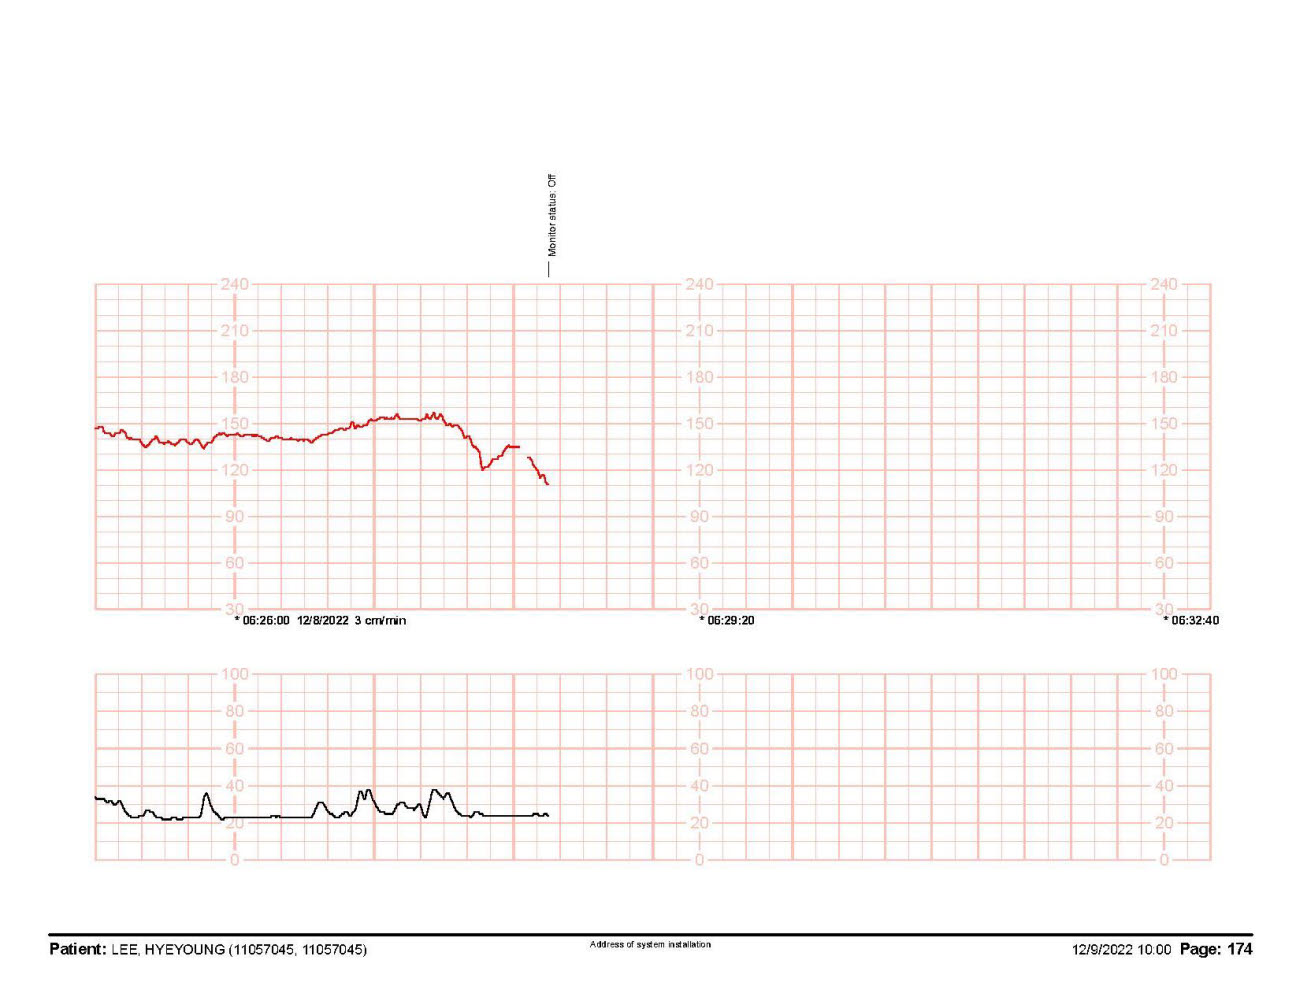 Monitor status: Off
240 240 240
210 210 210
180 180 180
150 150 150
120 120 120
90 90 90
60 60 60
30 30 30
* 06:26:00 12/8/2022 3 cm/min * 06:29:20 * 06:32:40
100 100 100
80 80 80
60 60 60
40 40 40
20 20 20
0 0 0
Patient: LEE, HYEYOUNG (11057045, 11057045) Address of system installation 12/9/2022 10:00 Page: 174